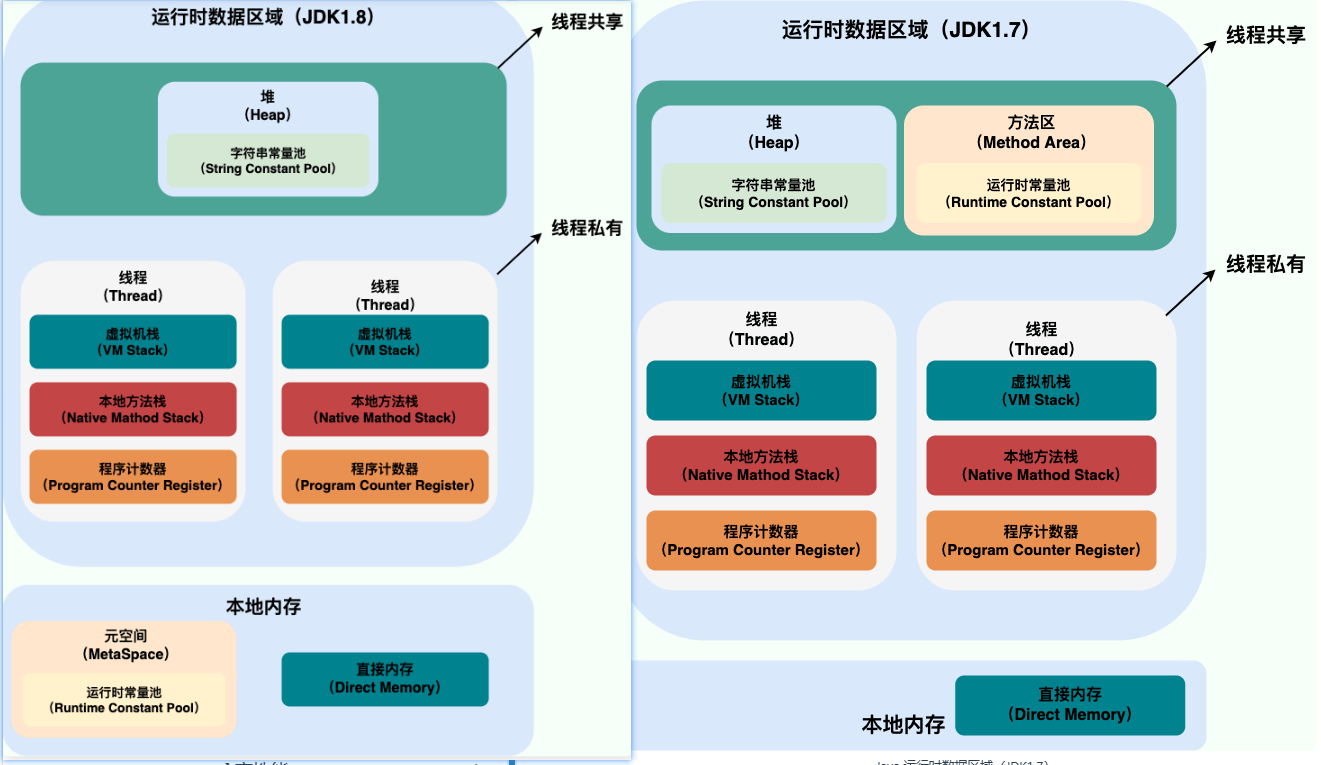 运行时数据区域（JDK1.8）
线程共享
堆
（Heap）
字符串常量池
（String Constant Pool）
线程私有
线程
（Thread）
虚拟机栈
（VM Stack）
本地方法栈
（Native Mathod Stack）
程序计数器
（Program Counter Register）
线程
（Thread）
虚拟机栈
（VM Stack）
本地方法栈
（Native Mathod Stack）
程序计数器
（Program Counter Register）
本地内存
元空间
（MetaSpace）
运行时常量池
（Runtime Constant Pool）
直接内存
（Direct Memory）
运行时数据区域（JDK1.7）
线程共享
堆
（Heap）
字符串常量池
（String Constant Pool）
方法区
（Method Area）
运行时常量池
（Runtime Constant Pool）
线程私有
线程
（Thread）
虚拟机栈
（VM Stack）
本地方法栈
（Native Mathod Stack）
程序计数器
（Program Counter Register）
线程
（Thread）
虚拟机栈
（VM Stack）
本地方法栈
（Native Mathod Stack）
程序计数器
（Program Counter Register）
本地内存
直接内存
（Direct Memory）
Java 运行时数据区域（JDK1.7）